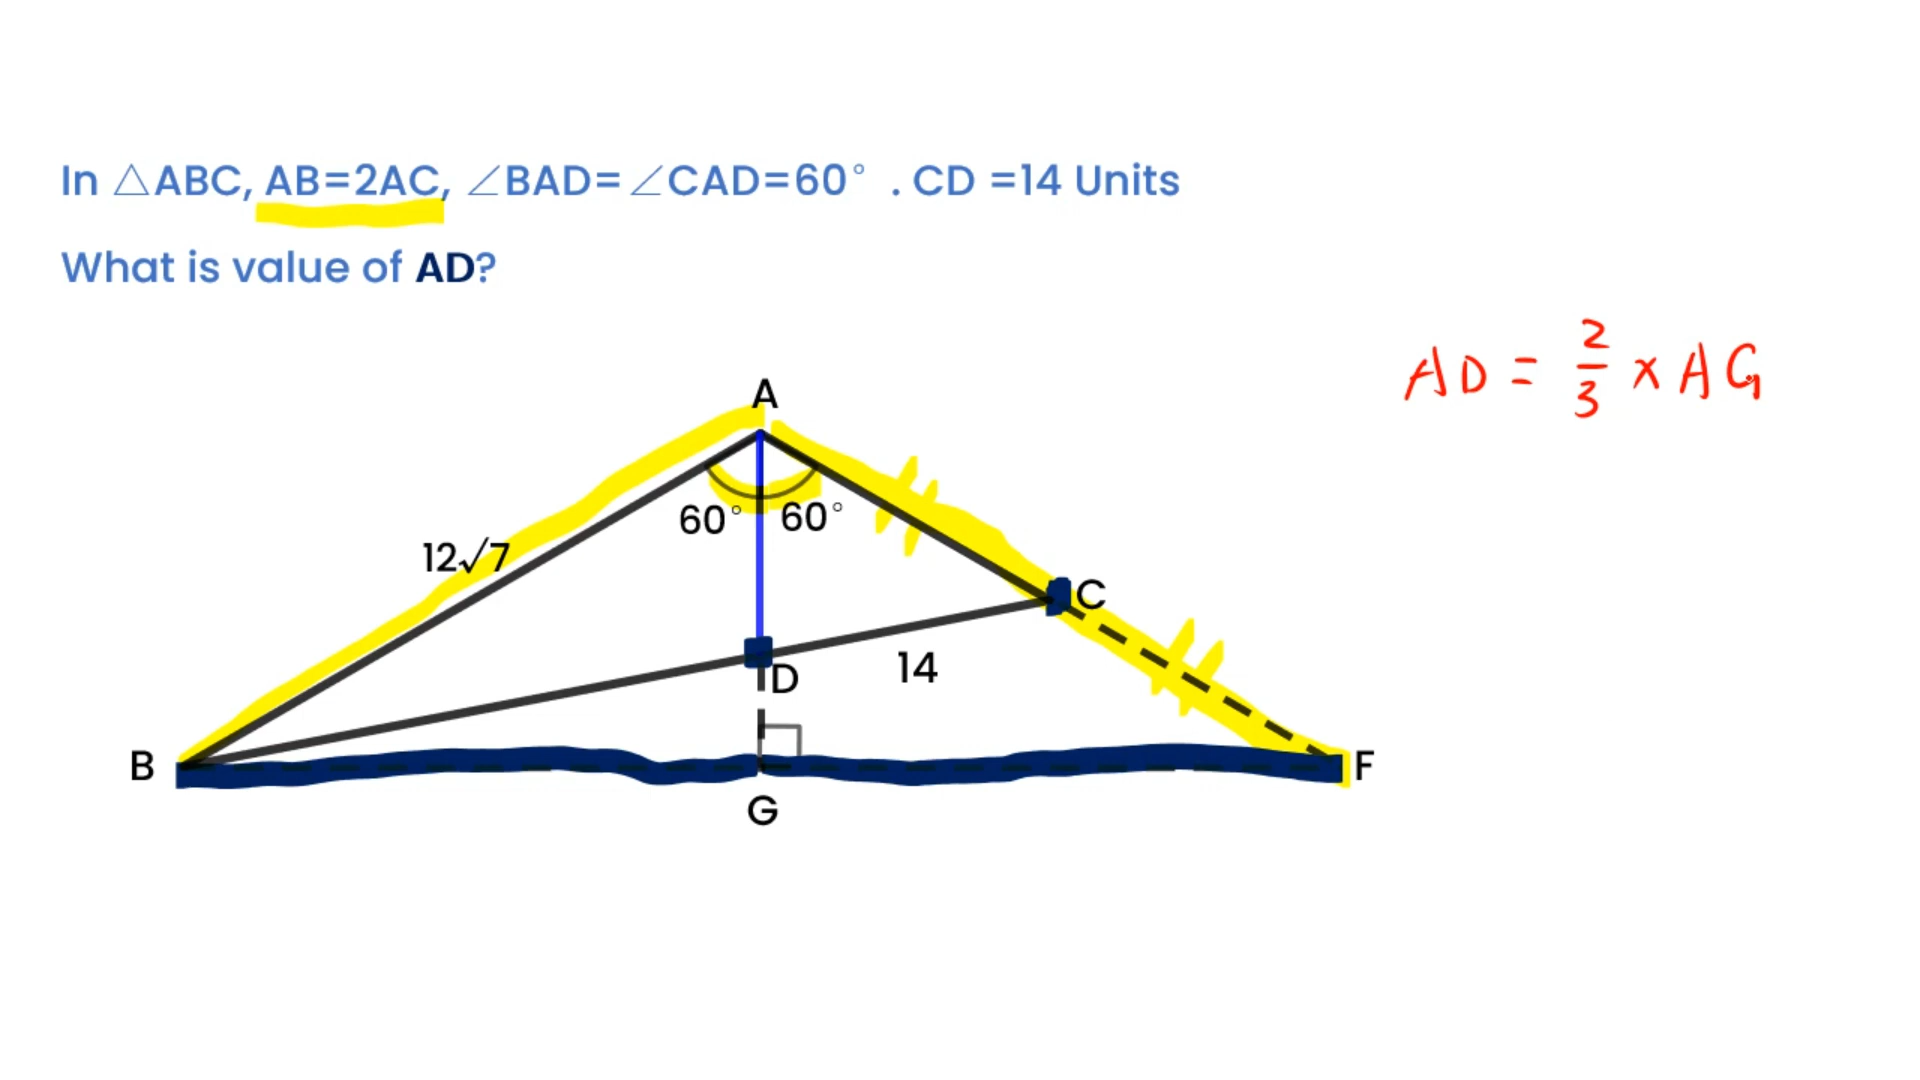 In △ABC, AB=2AC, ∠BAD=∠CAD=60° . CD =14 Units
What is value of AD?
AD = 2/3 x AG
A
60° 60°
12√7
C
14
D
B
F
G